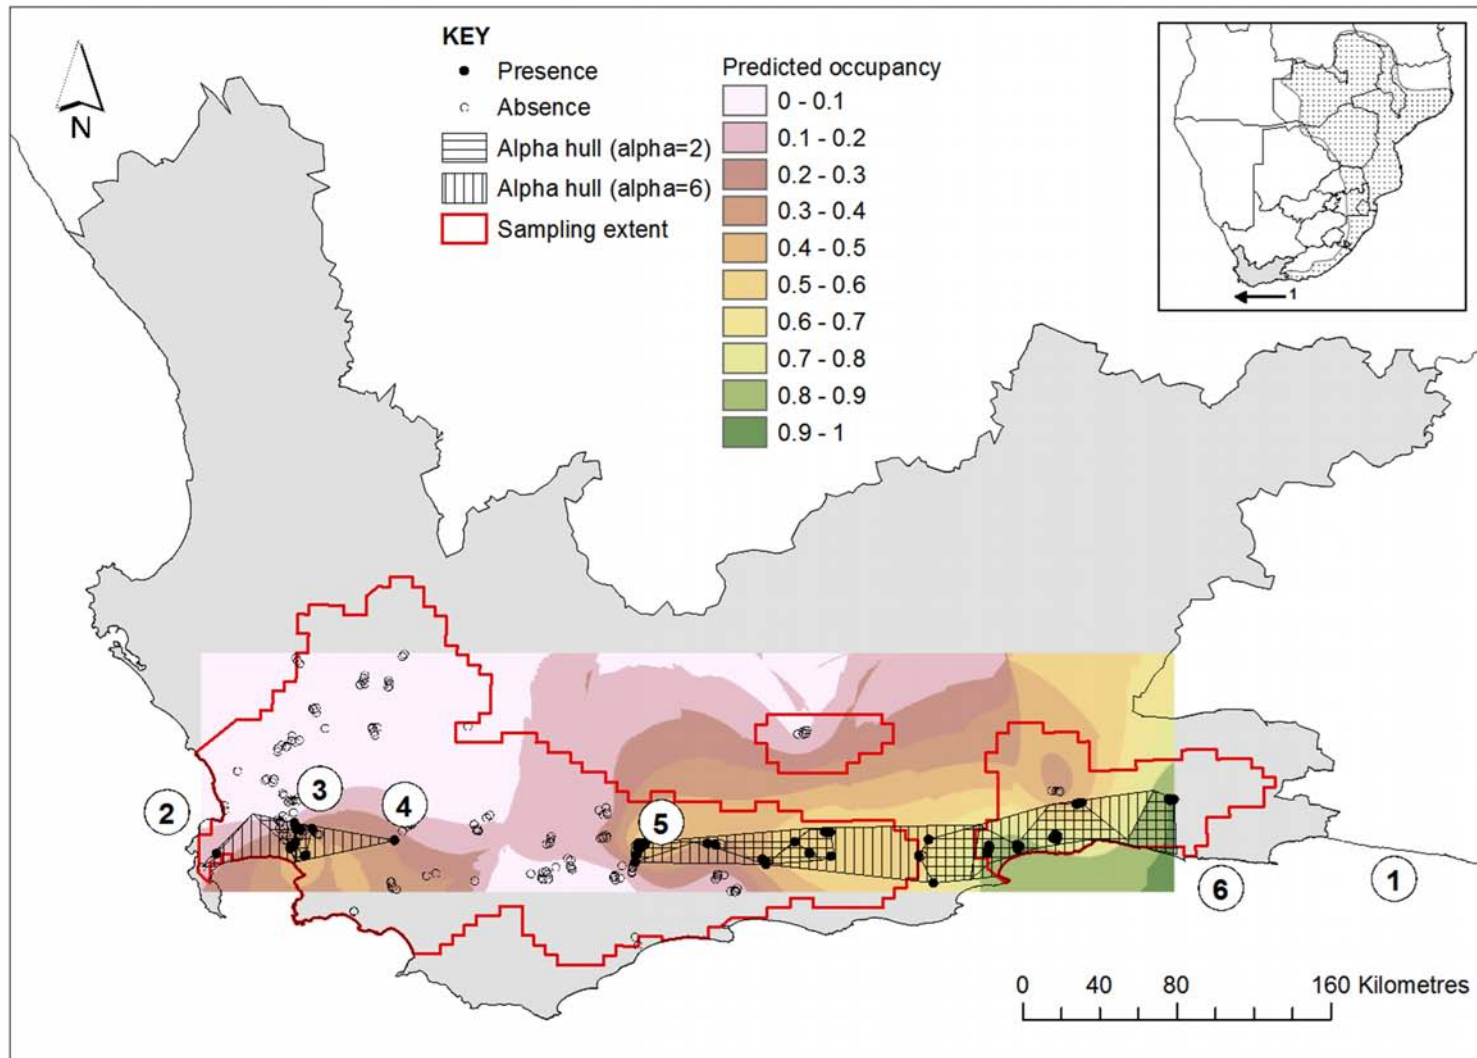 KEY
Presence
Absence
Alpha hull (alpha=2)
Alpha hull (alpha=6)
Sampling extent
Predicted occupancy
0 - 0.1
0.1 - 0.2
0.2 - 0.3
0.3 - 0.4
0.4 - 0.5
0.5 - 0.6
0.6 - 0.7
0.7 - 0.8
0.8 - 0.9
0.9 - 1
N
1
2
3
4
5
6
1
0 40 80 160 Kilometres